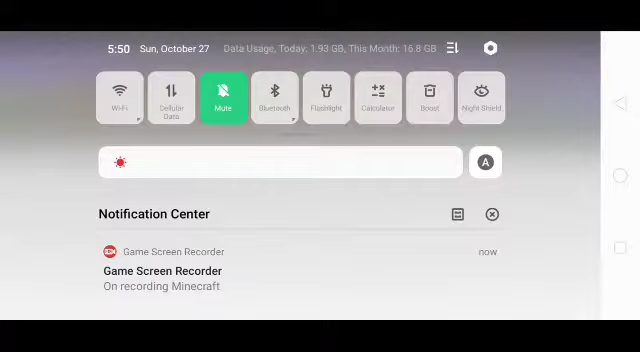 5:50 Sun, October 27 Data Usage, Today: 1.93 GB, This Month: 16.8 GB
Wi-Fi Cellular Data Mute Bluetooth Flashlight Calculator Boost Night Shield
A
Notification Center
Game Screen Recorder now
Game Screen Recorder
On recording Minecraft